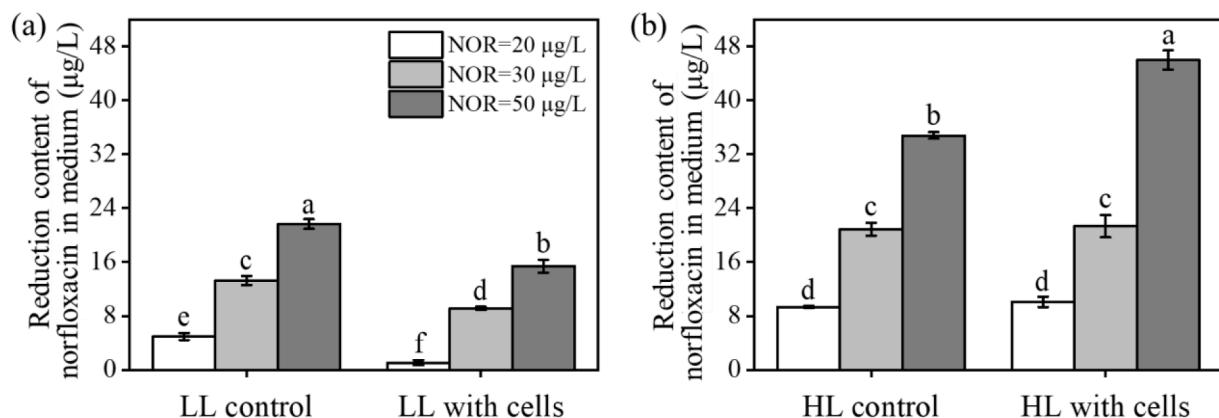 (a)
Reduction content of
norfloxacin in medium (μg/L)
48
40
32
24
16
8
0
NOR=20 μg/L
NOR=30 μg/L
NOR=50 μg/L
e
c
a
f
d
b
LL control
LL with cells
(b)
Reduction content of
norfloxacin in medium (μg/L)
48
40
32
24
16
8
0
d
c
b
d
c
a
HL control
HL with cells